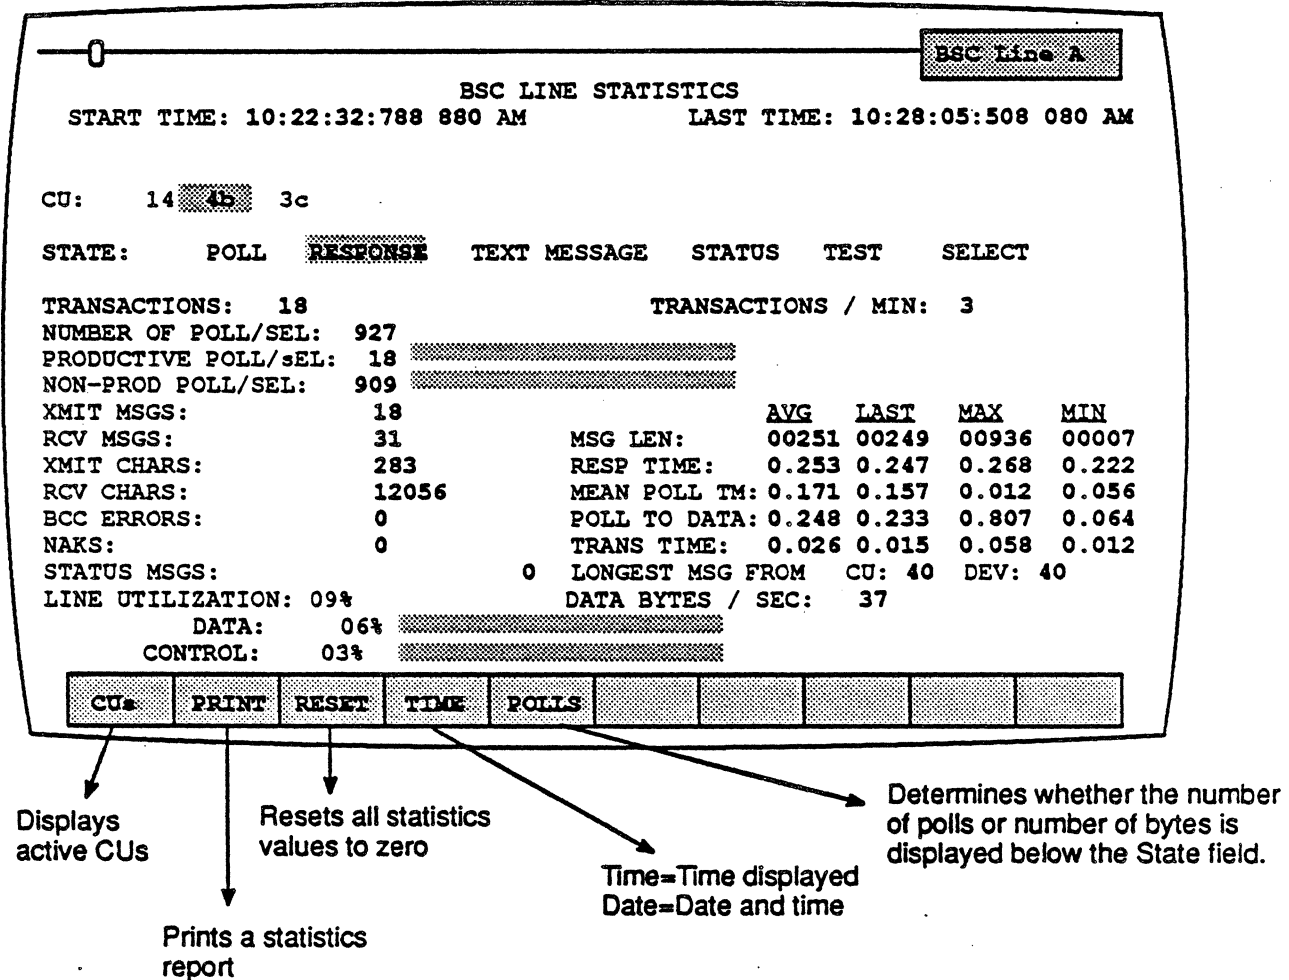 BSC Line A
BSC LINE STATISTICS
START TIME: 10:22:32:788 880 AM LAST TIME: 10:28:05:508 080 AM
CU: 14 4b 3c
STATE: POLL RESPONSE TEXT MESSAGE STATUS TEST SELECT
TRANSACTIONS: 18 TRANSACTIONS / MIN: 3
NUMBER OF POLL/SEL: 927
PRODUCTIVE POLL/sEL: 18
NON-PROD POLL/SEL: 909
XMIT MSGS: 18 AVG LAST MAX MIN
RCV MSGS: 31 MSG LEN: 00251 00249 00936 00007
XMIT CHARS: 283 RESP TIME: 0.253 0.247 0.268 0.222
RCV CHARS: 12056 MEAN POLL TM: 0.171 0.157 0.012 0.056
BCC ERRORS: 0 POLL TO DATA: 0.248 0.233 0.807 0.064
NAKS: 0 TRANS TIME: 0.026 0.015 0.058 0.012
STATUS MSGS: 0 LONGEST MSG FROM CU: 40 DEV: 40
LINE UTILIZATION: 09% DATA BYTES / SEC: 37
DATA: 06%
CONTROL: 03%
CUs PRINT RESET TIME POLLS
Displays
active CUs
Prints a statistics
report
Resets all statistics
values to zero
Time=Time displayed
Date=Date and time
Determines whether the number
of polls or number of bytes is
displayed below the State field.